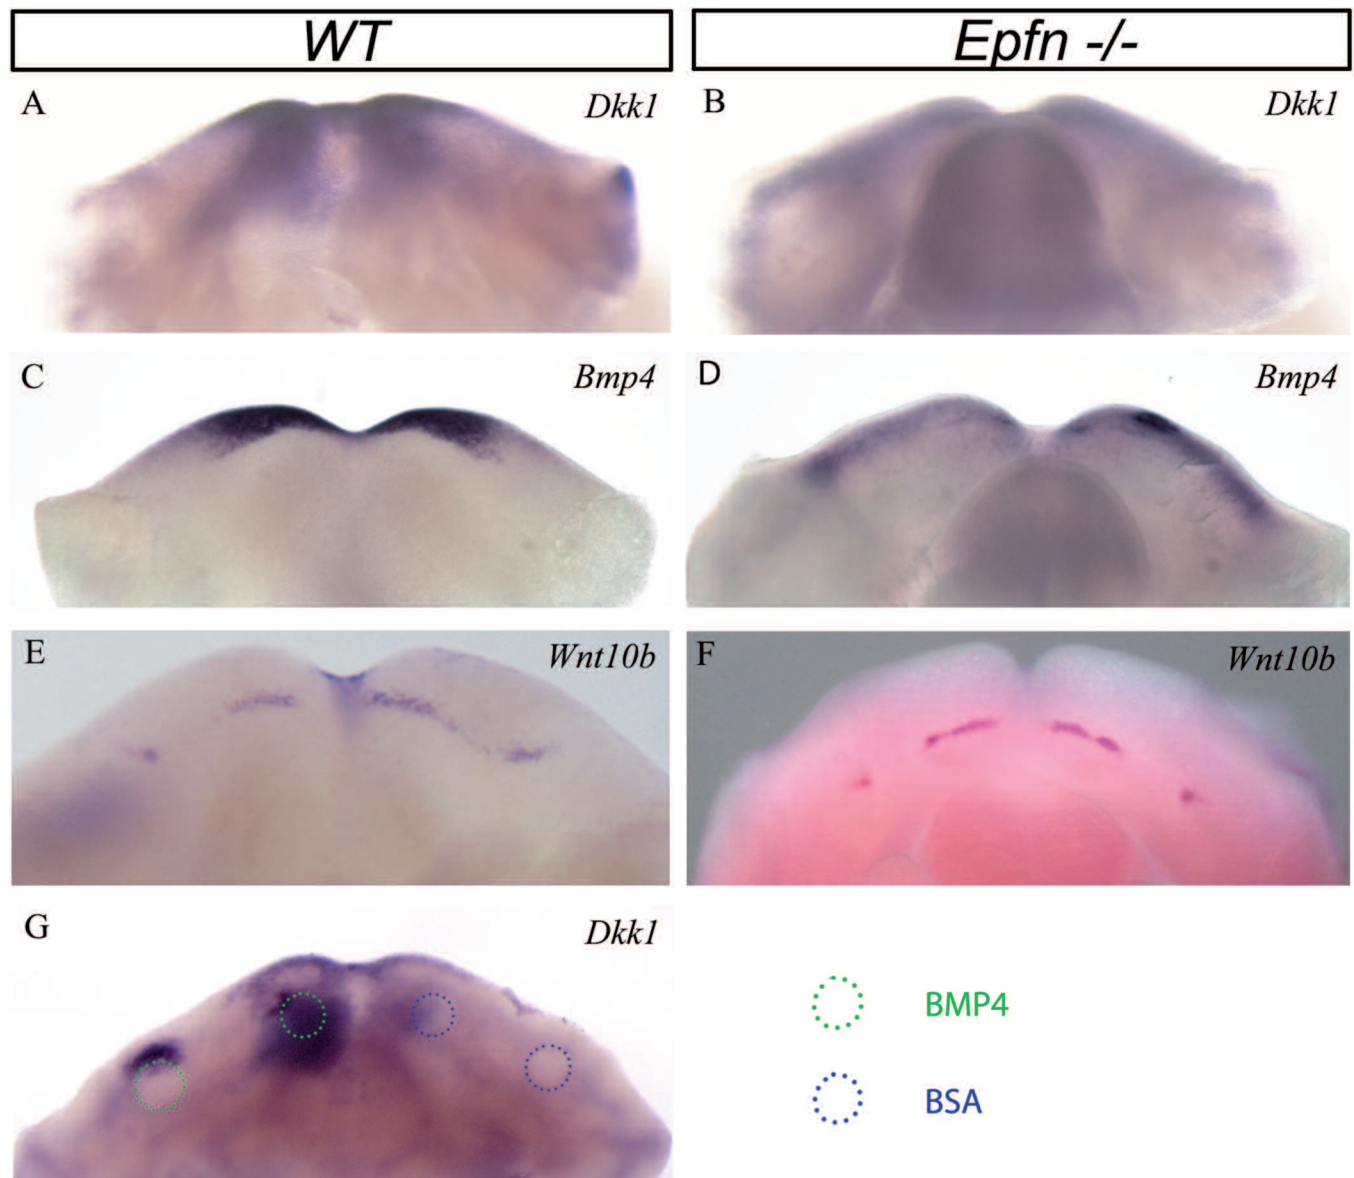 WT
Epfn -/-
A
Dkk1
B
Dkk1
C
Bmp4
D
Bmp4
E
Wnt10b
F
Wnt10b
G
Dkk1
BMP4
BSA